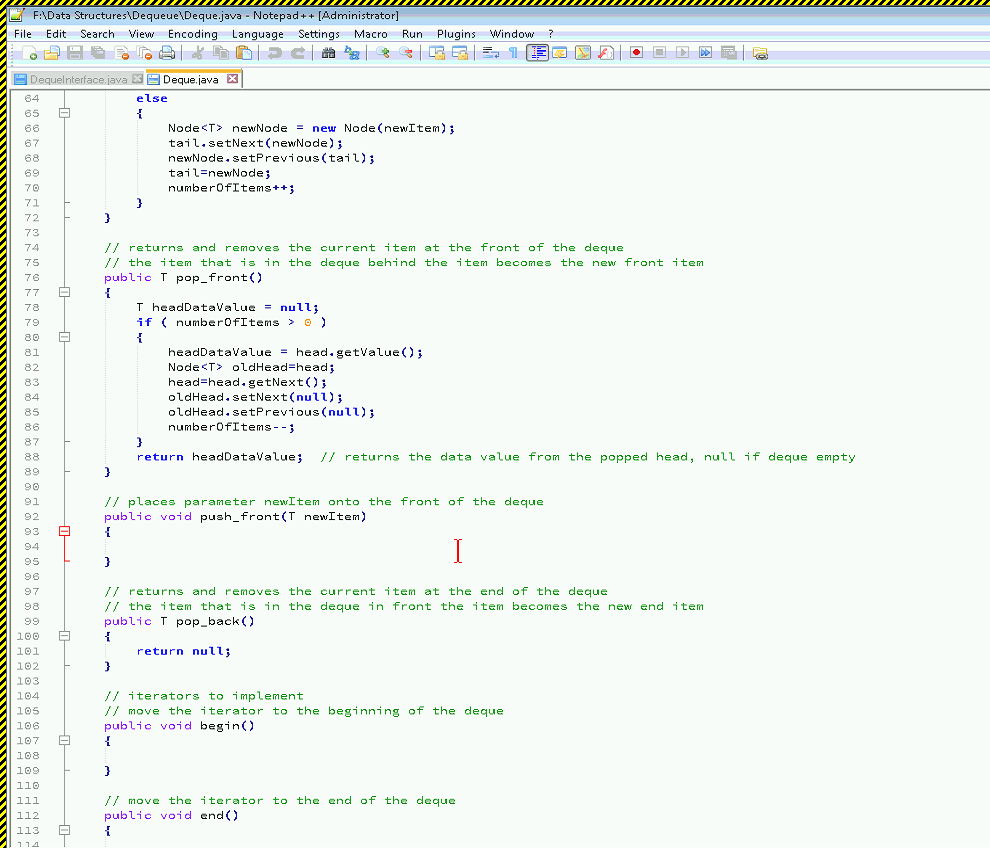 F:\Data Structures\Dequeue\Deque.java - Notepad++ [Administrator]
File Edit Search View Encoding Language Settings Macro Run Plugins Window ?
DequeInterface.java Deque.java
64 else
65 {
66 Node<T> newNode = new Node(newItem);
67 tail.setNext(newNode);
68 newNode.setPrevious(tail);
69 tail=newNode;
70 numberOfItems++;
71 }
72 }
73
74 // returns and removes the current item at the front of the deque
75 // the item that is in the deque behind the item becomes the new front item
76 public T pop_front()
77 {
78 T headDataValue = null;
79 if ( numberOfItems > 0 )
80 {
81 headDataValue = head.getValue();
82 Node<T> oldHead=head;
83 head=head.getNext();
84 oldHead.setNext(null);
85 oldHead.setPrevious(null);
86 numberOfItems--;
87 }
88 return headDataValue; // returns the data value from the popped head, null if deque empty
89 }
90
91 // places parameter newItem onto the front of the deque
92 public void push_front(T newItem)
93 {
94
95 }
96
97 // returns and removes the current item at the end of the deque
98 // the item that is in the deque in front the item becomes the new end item
99 public T pop_back()
100 {
101 return null;
102 }
103
104 // iterators to implement
105 // move the iterator to the beginning of the deque
106 public void begin()
107 {
108
109 }
110
111 // move the iterator to the end of the deque
112 public void end()
113 {
114